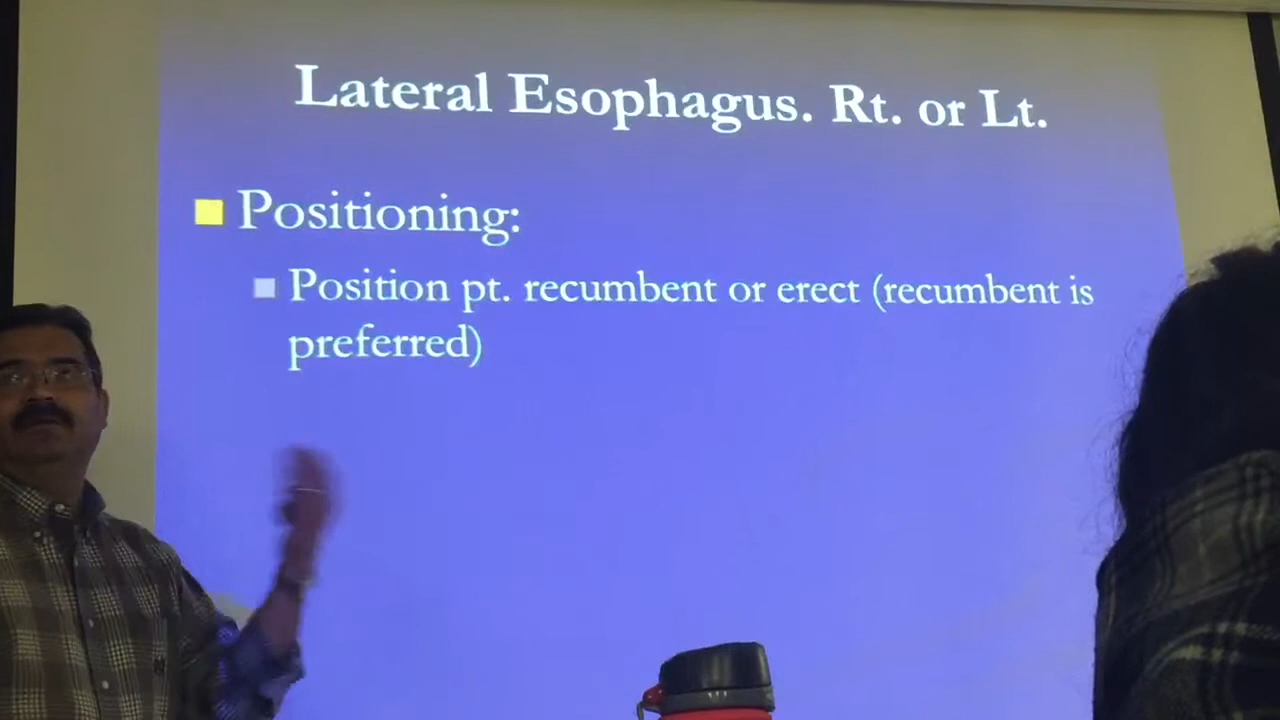 Lateral Esophagus. Rt. or Lt.
Positioning:
Position pt. recumbent or erect (recumbent is
preferred)